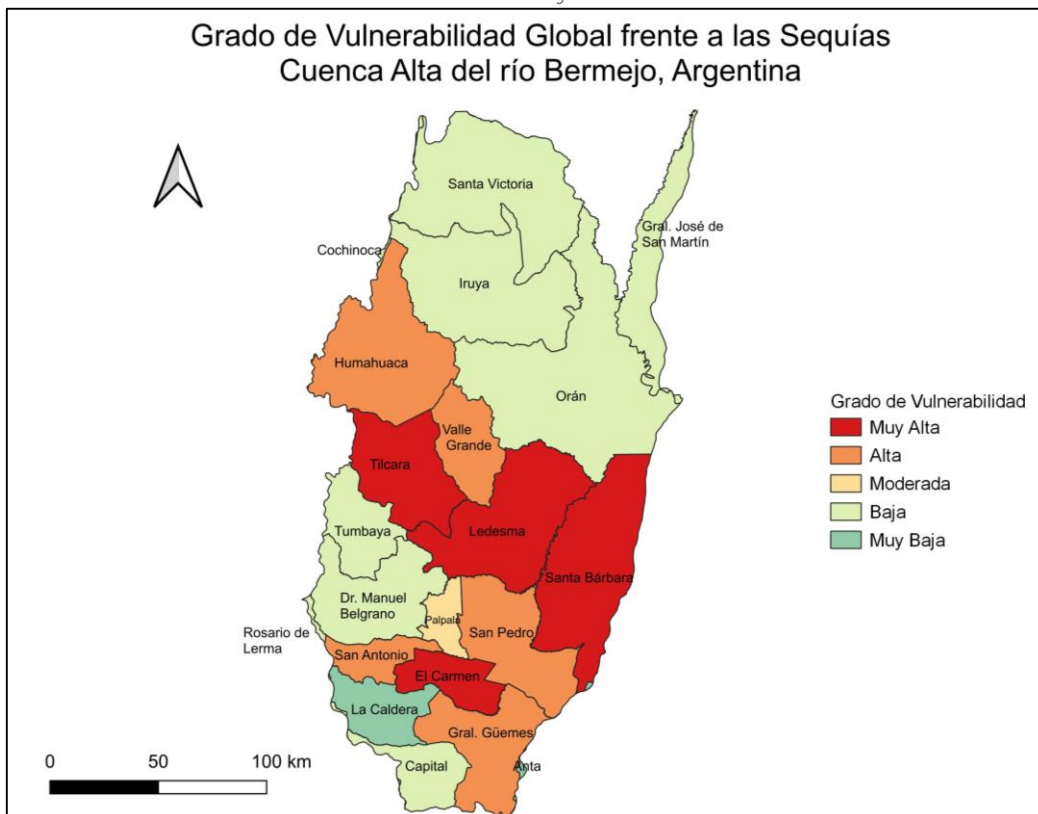 Grado de Vulnerabilidad Global frente a las Sequías
Cuenca Alta del río Bermejo, Argentina
Santa Victoria
Gral. José de
San Martín
Cochinoca
Iruya
Humahuaca
Orán
Valle
Grande
Tilcara
Tumbaya
Ledesma
Santa Bárbara
Dr. Manuel
Belgrano
Palpalá
San Pedro
Rosario de
Lerma
San Antonio
El Carmen
La Caldera
Gral. Güemes
Capital
Anta
Grado de Vulnerabilidad
Muy Alta
Alta
Moderada
Baja
Muy Baja
0 50 100 km